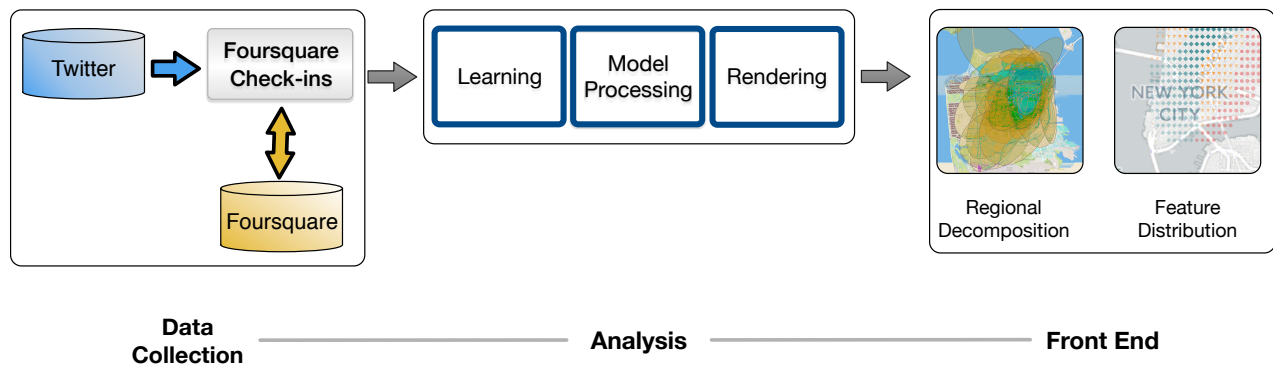 Twitter
Foursquare
Check-ins
Foursquare
Learning
Model
Processing
Rendering
NEW YORK
CITY
Regional
Decomposition
Feature
Distribution
Data
Collection
Analysis
Front End